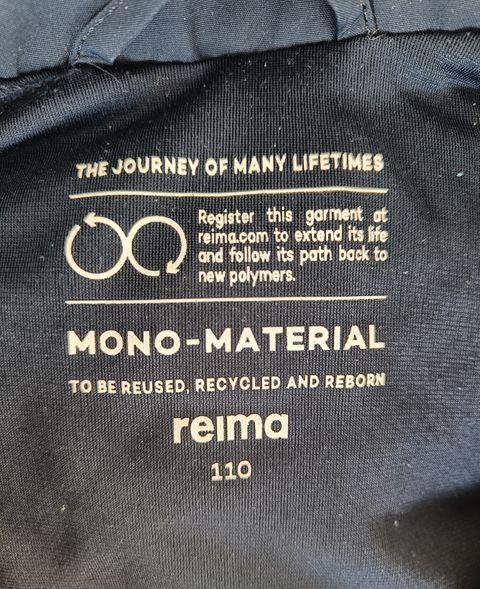 THE JOURNEY OF MANY LIFETIMES
Register this garment at
reima.com to extend its life
and follow its path back to
new polymers.
MONO-MATERIAL
TO BE REUSED, RECYCLED AND REBORN
reima
110